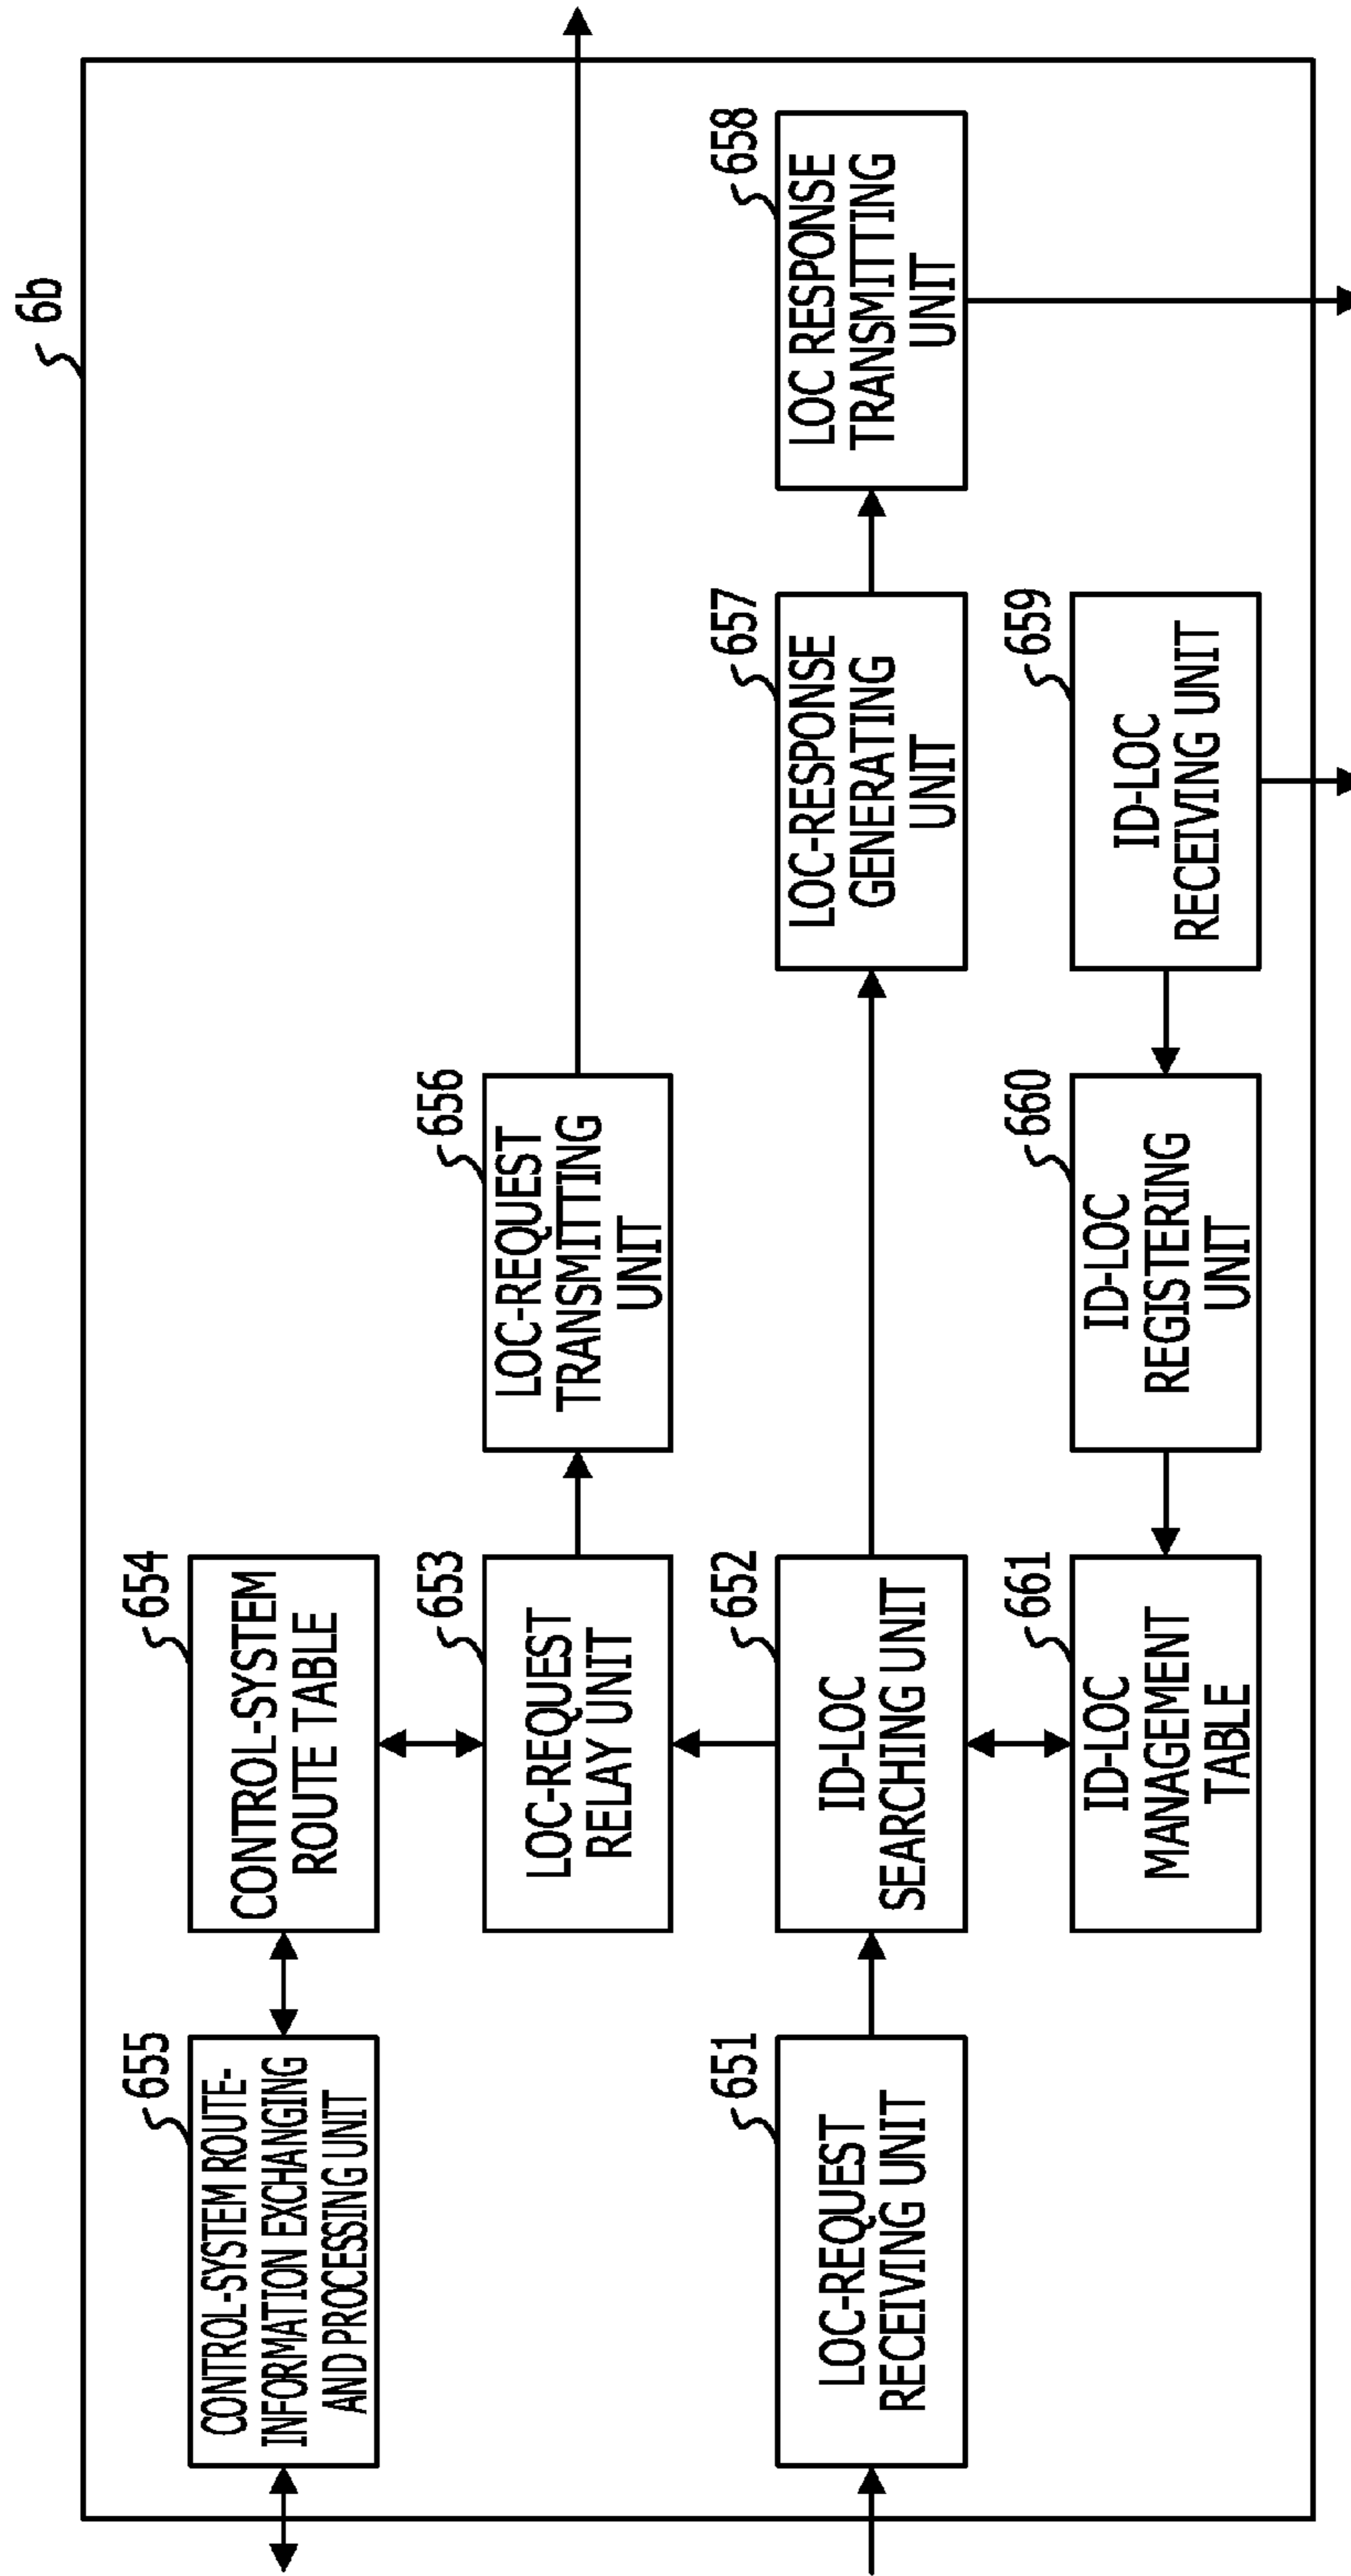 6b
655
CONTROL-SYSTEM ROUTE-
INFORMATION EXCHANGING
AND PROCESSING UNIT
654
CONTROL-SYSTEM
ROUTE TABLE
653
LOC-REQUEST
RELAY UNIT
656
LOC-REQUEST
TRANSMITTING
UNIT
651
LOC-REQUEST
RECEIVING UNIT
652
ID-LOC
SEARCHING UNIT
657
LOC-RESPONSE
GENERATING
UNIT
658
LOC RESPONSE
TRANSMITTING
UNIT
661
ID-LOC
MANAGEMENT
TABLE
660
ID-LOC
REGISTERING
UNIT
659
ID-LOC
RECEIVING UNIT